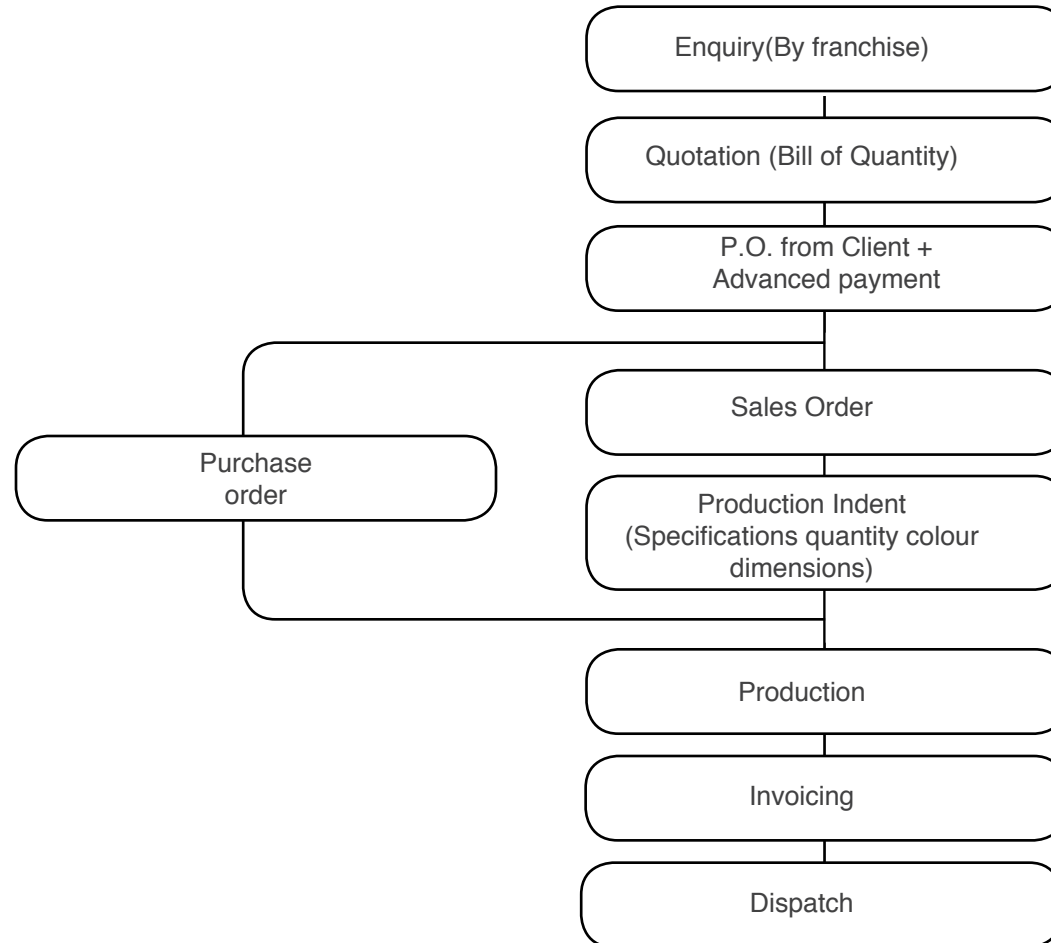 Enquiry(By franchise)
Quotation (Bill of Quantity)
P.O. from Client +
Advanced payment
Sales Order
Purchase
order
Production Indent
(Specifications quantity colour
dimensions)
Production
Invoicing
Dispatch